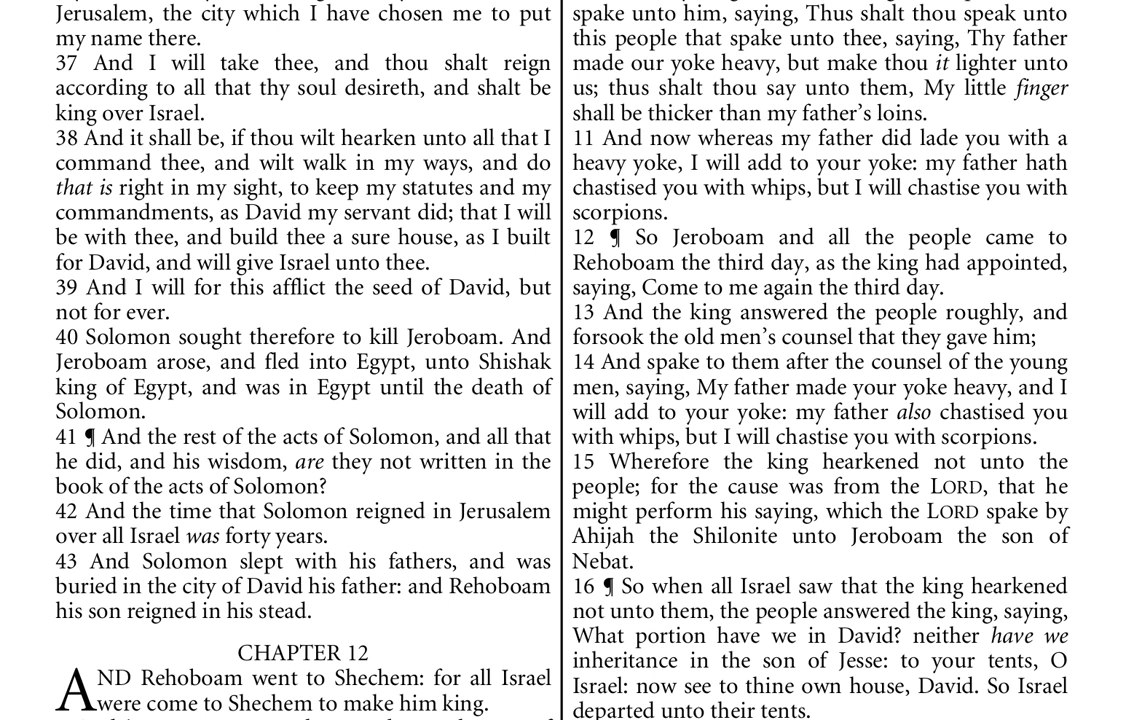 Jerusalem, the city which I have chosen me to put
my name there.
37 And I will take thee, and thou shalt reign
according to all that thy soul desireth, and shalt be
king over Israel.
38 And it shall be, if thou wilt hearken unto all that I
command thee, and wilt walk in my ways, and do
that is right in my sight, to keep my statutes and my
commandments, as David my servant did; that I will
be with thee, and build thee a sure house, as I built
for David, and will give Israel unto thee.
39 And I will for this afflict the seed of David, but
not for ever.
40 Solomon sought therefore to kill Jeroboam. And
Jeroboam arose, and fled into Egypt, unto Shishak
king of Egypt, and was in Egypt until the death of
Solomon.
41 ¶ And the rest of the acts of Solomon, and all that
he did, and his wisdom, are they not written in the
book of the acts of Solomon?
42 And the time that Solomon reigned in Jerusalem
over all Israel was forty years.
43 And Solomon slept with his fathers, and was
buried in the city of David his father: and Rehoboam
his son reigned in his stead.
CHAPTER 12
AND Rehoboam went to Shechem: for all Israel
were come to Shechem to make him king.
spake unto him, saying, Thus shalt thou speak unto
this people that spake unto thee, saying, Thy father
made our yoke heavy, but make thou it lighter unto
us; thus shalt thou say unto them, My little finger
shall be thicker than my father's loins.
11 And now whereas my father did lade you with a
heavy yoke, I will add to your yoke: my father hath
chastised you with whips, but I will chastise you with
scorpions.
12 ¶ So Jeroboam and all the people came to
Rehoboam the third day, as the king had appointed,
saying, Come to me again the third day.
13 And the king answered the people roughly, and
forsook the old men's counsel that they gave him;
14 And spake to them after the counsel of the young
men, saying, My father made your yoke heavy, and I
will add to your yoke: my father also chastised you
with whips, but I will chastise you with scorpions.
15 Wherefore the king hearkened not unto the
people; for the cause was from the LORD, that he
might perform his saying, which the LORD spake by
Ahijah the Shilonite unto Jeroboam the son of
Nebat.
16 ¶ So when all Israel saw that the king hearkened
not unto them, the people answered the king, saying,
What portion have we in David? neither have we
inheritance in the son of Jesse: to your tents, O
Israel: now see to thine own house, David. So Israel
departed unto their tents.